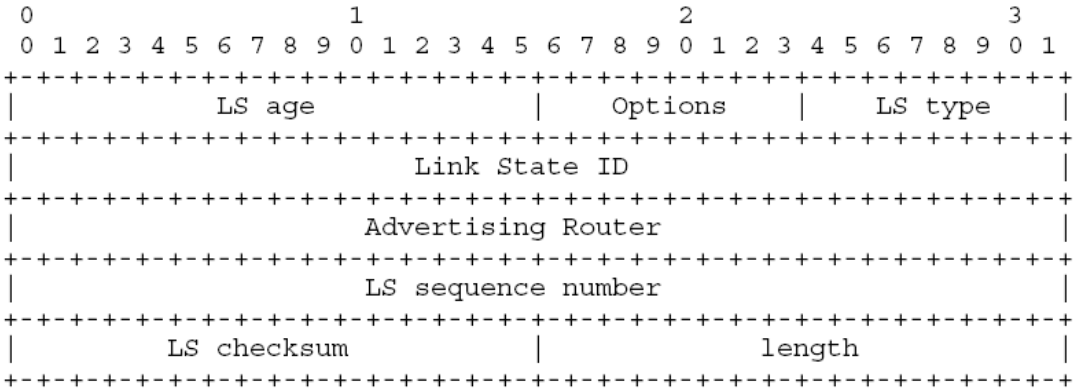 0                   1                   2                   3
 0 1 2 3 4 5 6 7 8 9 0 1 2 3 4 5 6 7 8 9 0 1 2 3 4 5 6 7 8 9 0 1
+-+-+-+-+-+-+-+-+-+-+-+-+-+-+-+-+-+-+-+-+-+-+-+-+-+-+-+-+-+-+-+-+
|            LS age             |    Options    |    LS type    |
+-+-+-+-+-+-+-+-+-+-+-+-+-+-+-+-+-+-+-+-+-+-+-+-+-+-+-+-+-+-+-+-+
|                        Link State ID                          |
+-+-+-+-+-+-+-+-+-+-+-+-+-+-+-+-+-+-+-+-+-+-+-+-+-+-+-+-+-+-+-+-+
|                     Advertising Router                        |
+-+-+-+-+-+-+-+-+-+-+-+-+-+-+-+-+-+-+-+-+-+-+-+-+-+-+-+-+-+-+-+-+
|                     LS sequence number                        |
+-+-+-+-+-+-+-+-+-+-+-+-+-+-+-+-+-+-+-+-+-+-+-+-+-+-+-+-+-+-+-+-+
|         LS checksum           |             length            |
+-+-+-+-+-+-+-+-+-+-+-+-+-+-+-+-+-+-+-+-+-+-+-+-+-+-+-+-+-+-+-+-+